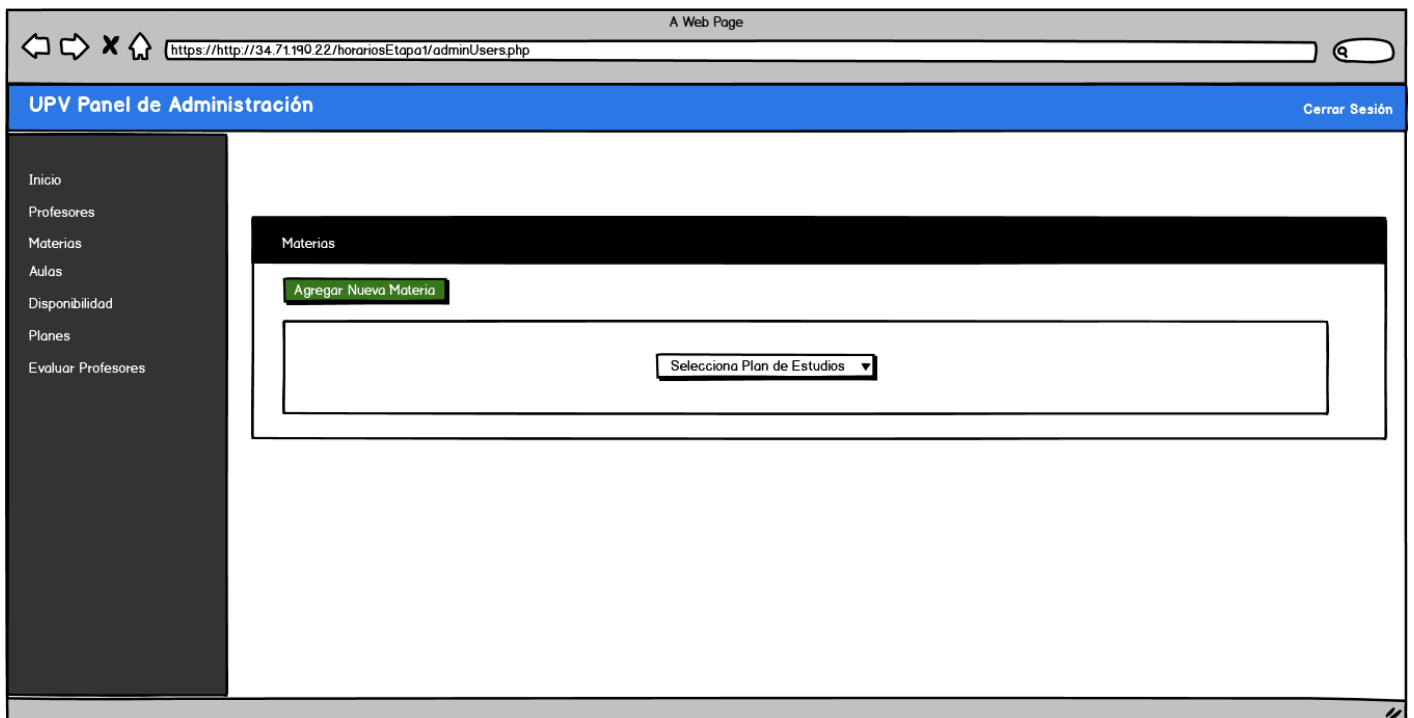 A Web Page
https://http://34.71.190.22/horariosEtapa1/adminUsers.php
UPV Panel de Administración
Cerrar Sesión
Inicio
Profesores
Materias
Aulas
Disponibilidad
Planes
Evaluar Profesores
Materias
Agregar Nueva Materia
Selecciona Plan de Estudios